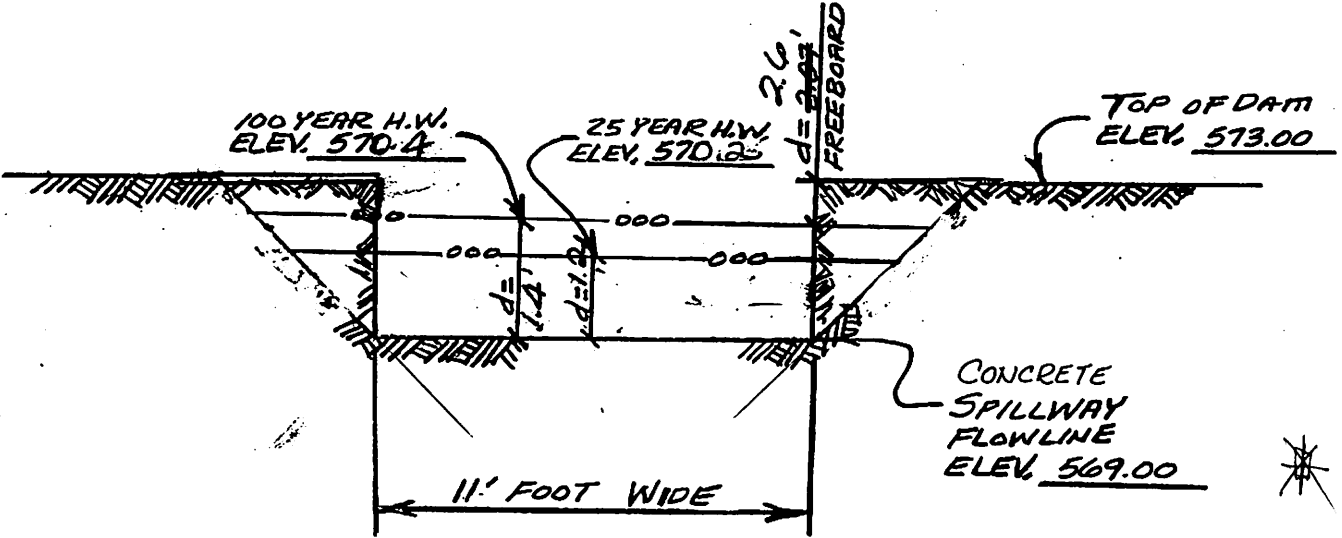 2.6'
d=
FREEBOARD
100 YEAR H.W.
ELEV. 570.4
25 YEAR H.W.
ELEV. 570.2
TOP OF DAM
ELEV. 573.00
d=
1.4'
d=1.2'
CONCRETE
SPILLWAY
FLOWLINE
ELEV. 569.00
11' FOOT WIDE